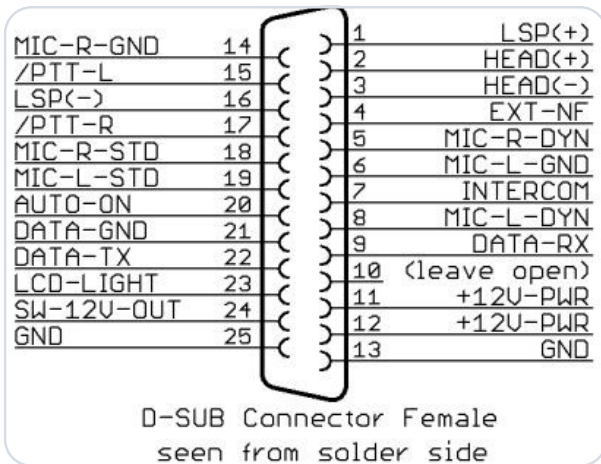 MIC-R-GND 14
/PTT-L 15
LSP(-) 16
/PTT-R 17
MIC-R-STD 18
MIC-L-STD 19
AUTO-ON 20
DATA-GND 21
DATA-TX 22
LCD-LIGHT 23
SW-12V-OUT 24
GND 25
1 LSP(+)
2 HEAD(+)
3 HEAD(-)
4 EXT-NF
5 MIC-R-DYN
6 MIC-L-GND
7 INTERCOM
8 MIC-L-DYN
9 DATA-RX
10 (leave open)
11 +12V-PWR
12 +12V-PWR
13 GND
D-SUB Connector Female
seen from solder side